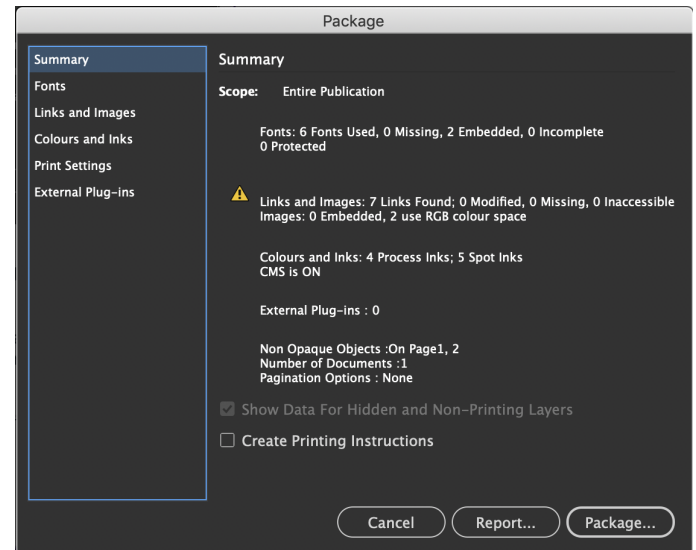 Package
Summary
Fonts
Links and Images
Colours and Inks
Print Settings
External Plug-ins
Summary
Scope: Entire Publication
Fonts: 6 Fonts Used, 0 Missing, 2 Embedded, 0 Incomplete
0 Protected
Links and Images: 7 Links Found; 0 Modified, 0 Missing, 0 Inaccessible
Images: 0 Embedded, 2 use RGB colour space
Colours and Inks: 4 Process Inks; 5 Spot Inks
CMS is ON
External Plug-ins : 0
Non Opaque Objects :On Page1, 2
Number of Documents :1
Pagination Options : None
Show Data For Hidden and Non-Printing Layers
Create Printing Instructions
Cancel
Report...
Package...